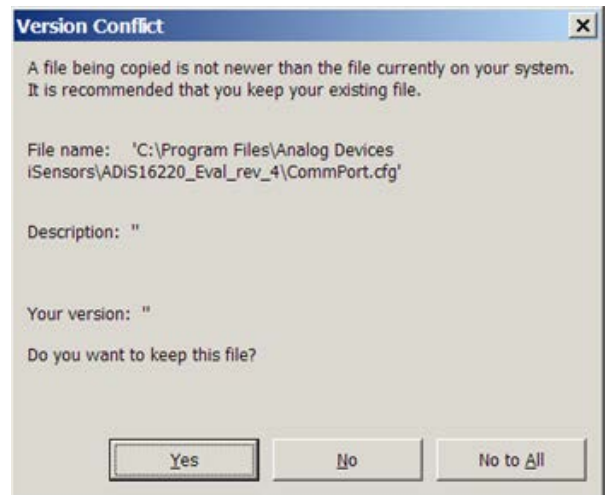 Version Conflict
A file being copied is not newer than the file currently on your system.
It is recommended that you keep your existing file.
File name: 'C:\Program Files\Analog Devices
iSensors\ADiS16220_Eval_rev_4\CommPort.cfg'
Description: ''
Your version: ''
Do you want to keep this file?
Yes
No
No to All